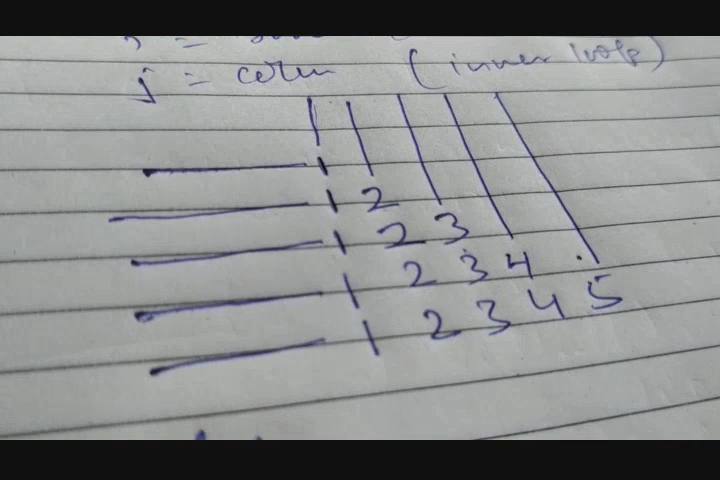 j = colm (inner loop)
1
1 2
1 2 3
1 2 3 4
1 2 3 4 5